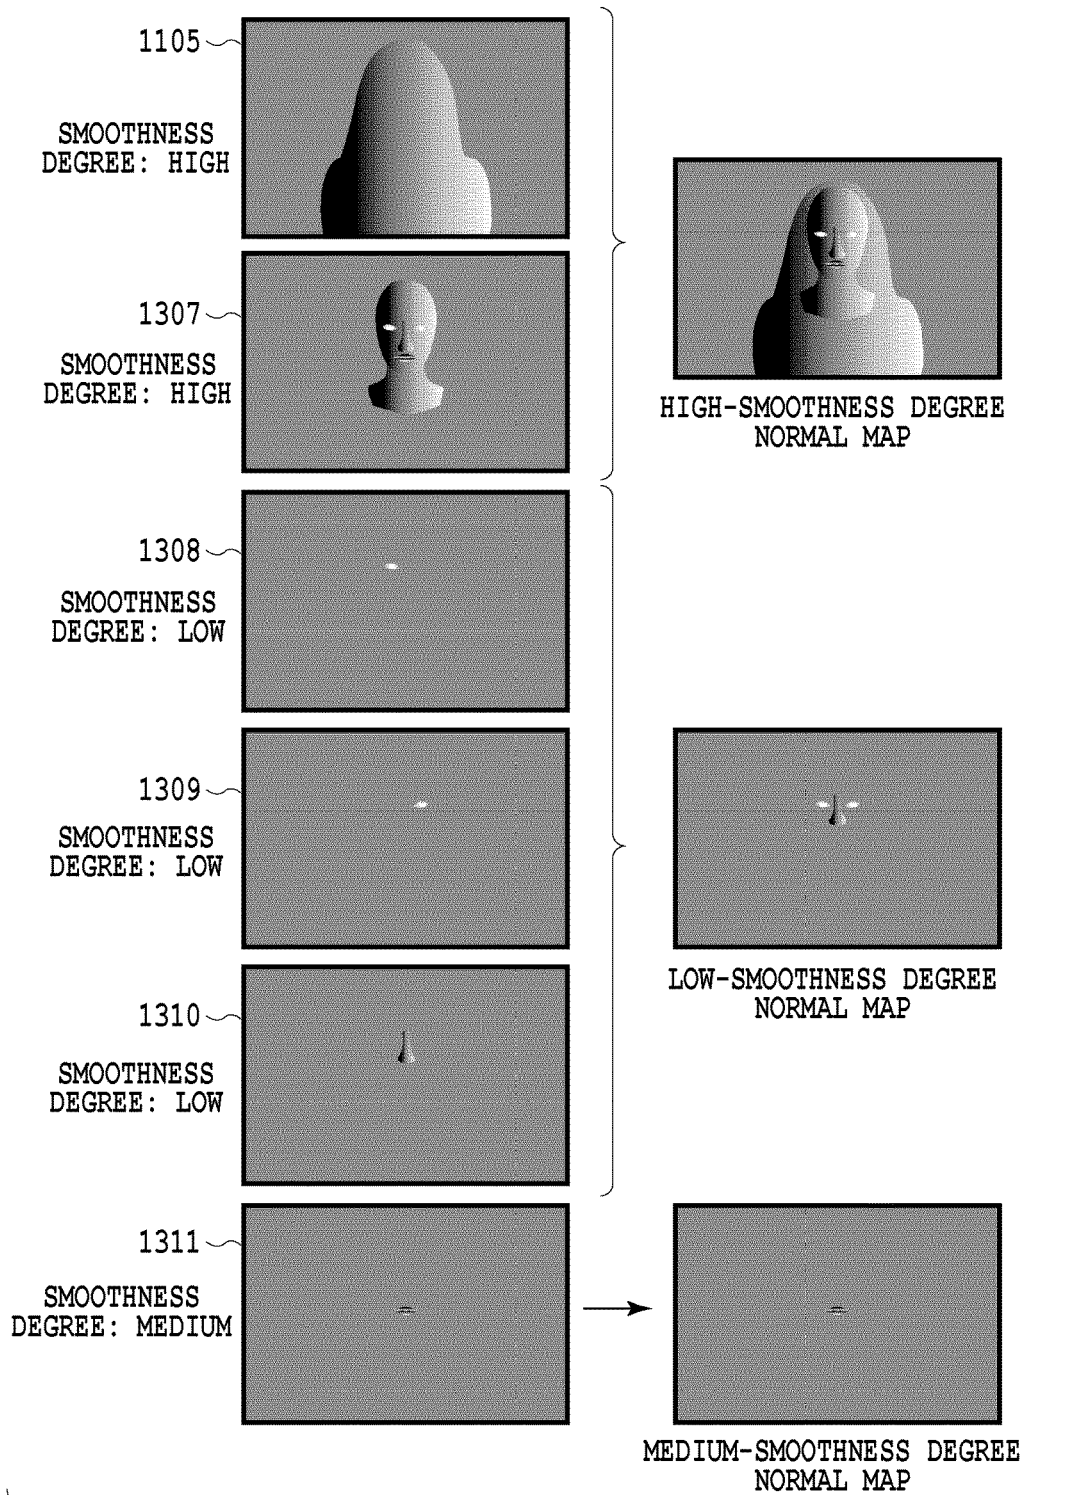 1105
SMOOTHNESS
DEGREE: HIGH
1307
SMOOTHNESS
DEGREE: HIGH
HIGH-SMOOTHNESS DEGREE
NORMAL MAP
1308
SMOOTHNESS
DEGREE: LOW
1309
SMOOTHNESS
DEGREE: LOW
1310
SMOOTHNESS
DEGREE: LOW
LOW-SMOOTHNESS DEGREE
NORMAL MAP
1311
SMOOTHNESS
DEGREE: MEDIUM
MEDIUM-SMOOTHNESS DEGREE
NORMAL MAP